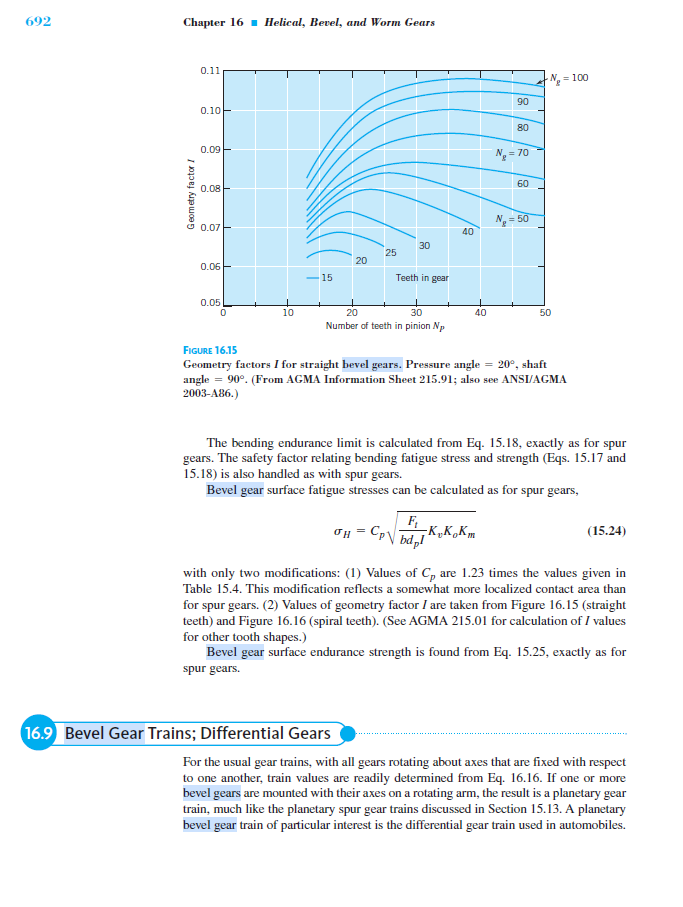 692
Chapter 16 ■ Helical, Bevel, and Worm Gears
0.11
0.10
0.09
0.08
0.07
0.06
0.05
Geometry factor I
Ng = 100
90
80
Ng = 70
60
Ng = 50
40
30
25
20
15
Teeth in gear
0 10 20 30 40 50
Number of teeth in pinion NP
FIGURE 16.15
Geometry factors I for straight bevel gears. Pressure angle = 20°, shaft
angle = 90°. (From AGMA Information Sheet 215.91; also see ANSI/AGMA
2003-A86.)
The bending endurance limit is calculated from Eq. 15.18, exactly as for spur
gears. The safety factor relating bending fatigue stress and strength (Eqs. 15.17 and
15.18) is also handled as with spur gears.
Bevel gear surface fatigue stresses can be calculated as for spur gears,
σH = Cp √(Ft / bdpI KvKoKm) (15.24)
with only two modifications: (1) Values of Cp are 1.23 times the values given in
Table 15.4. This modification reflects a somewhat more localized contact area than
for spur gears. (2) Values of geometry factor I are taken from Figure 16.15 (straight
teeth) and Figure 16.16 (spiral teeth). (See AGMA 215.01 for calculation of I values
for other tooth shapes.)
Bevel gear surface endurance strength is found from Eq. 15.25, exactly as for
spur gears.
16.9 Bevel Gear Trains; Differential Gears
For the usual gear trains, with all gears rotating about axes that are fixed with respect
to one another, train values are readily determined from Eq. 16.16. If one or more
bevel gears are mounted with their axes on a rotating arm, the result is a planetary gear
train, much like the planetary spur gear trains discussed in Section 15.13. A planetary
bevel gear train of particular interest is the differential gear train used in automobiles.